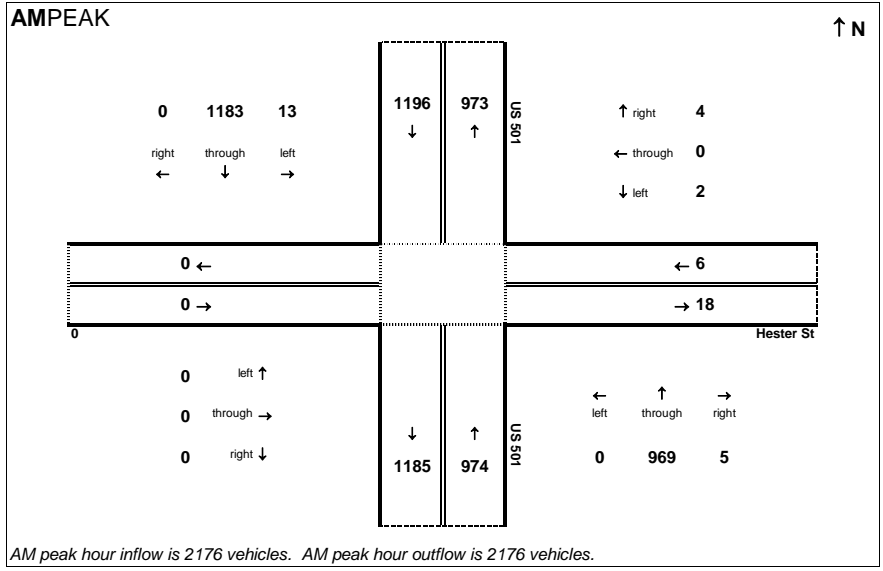 AMPEAK
↑ N
0 1183 13
right through left
← ↓ →
1196 973
↓ ↑
US 501
↑ right 4
← through 0
↓ left 2
0 ←
0 →
← 6
→ 18
0
Hester St
0 left ↑
0 through →
0 right ↓
↓ ↑
1185 974
US 501
← ↑ →
left through right
0 969 5
AM peak hour inflow is 2176 vehicles. AM peak hour outflow is 2176 vehicles.